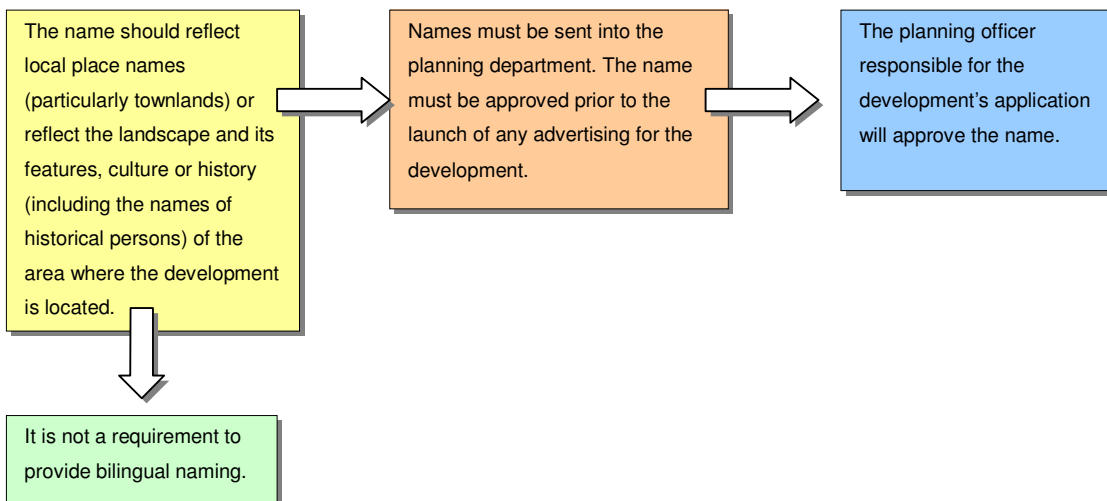 The name should reflect
local place names
(particularly townlands) or
reflect the landscape and its
features, culture or history
(including the names of
historical persons) of the
area where the development
is located.
Names must be sent into the
planning department. The name
must be approved prior to the
launch of any advertising for the
development.
The planning officer
responsible for the
development's application
will approve the name.
It is not a requirement to
provide bilingual naming.